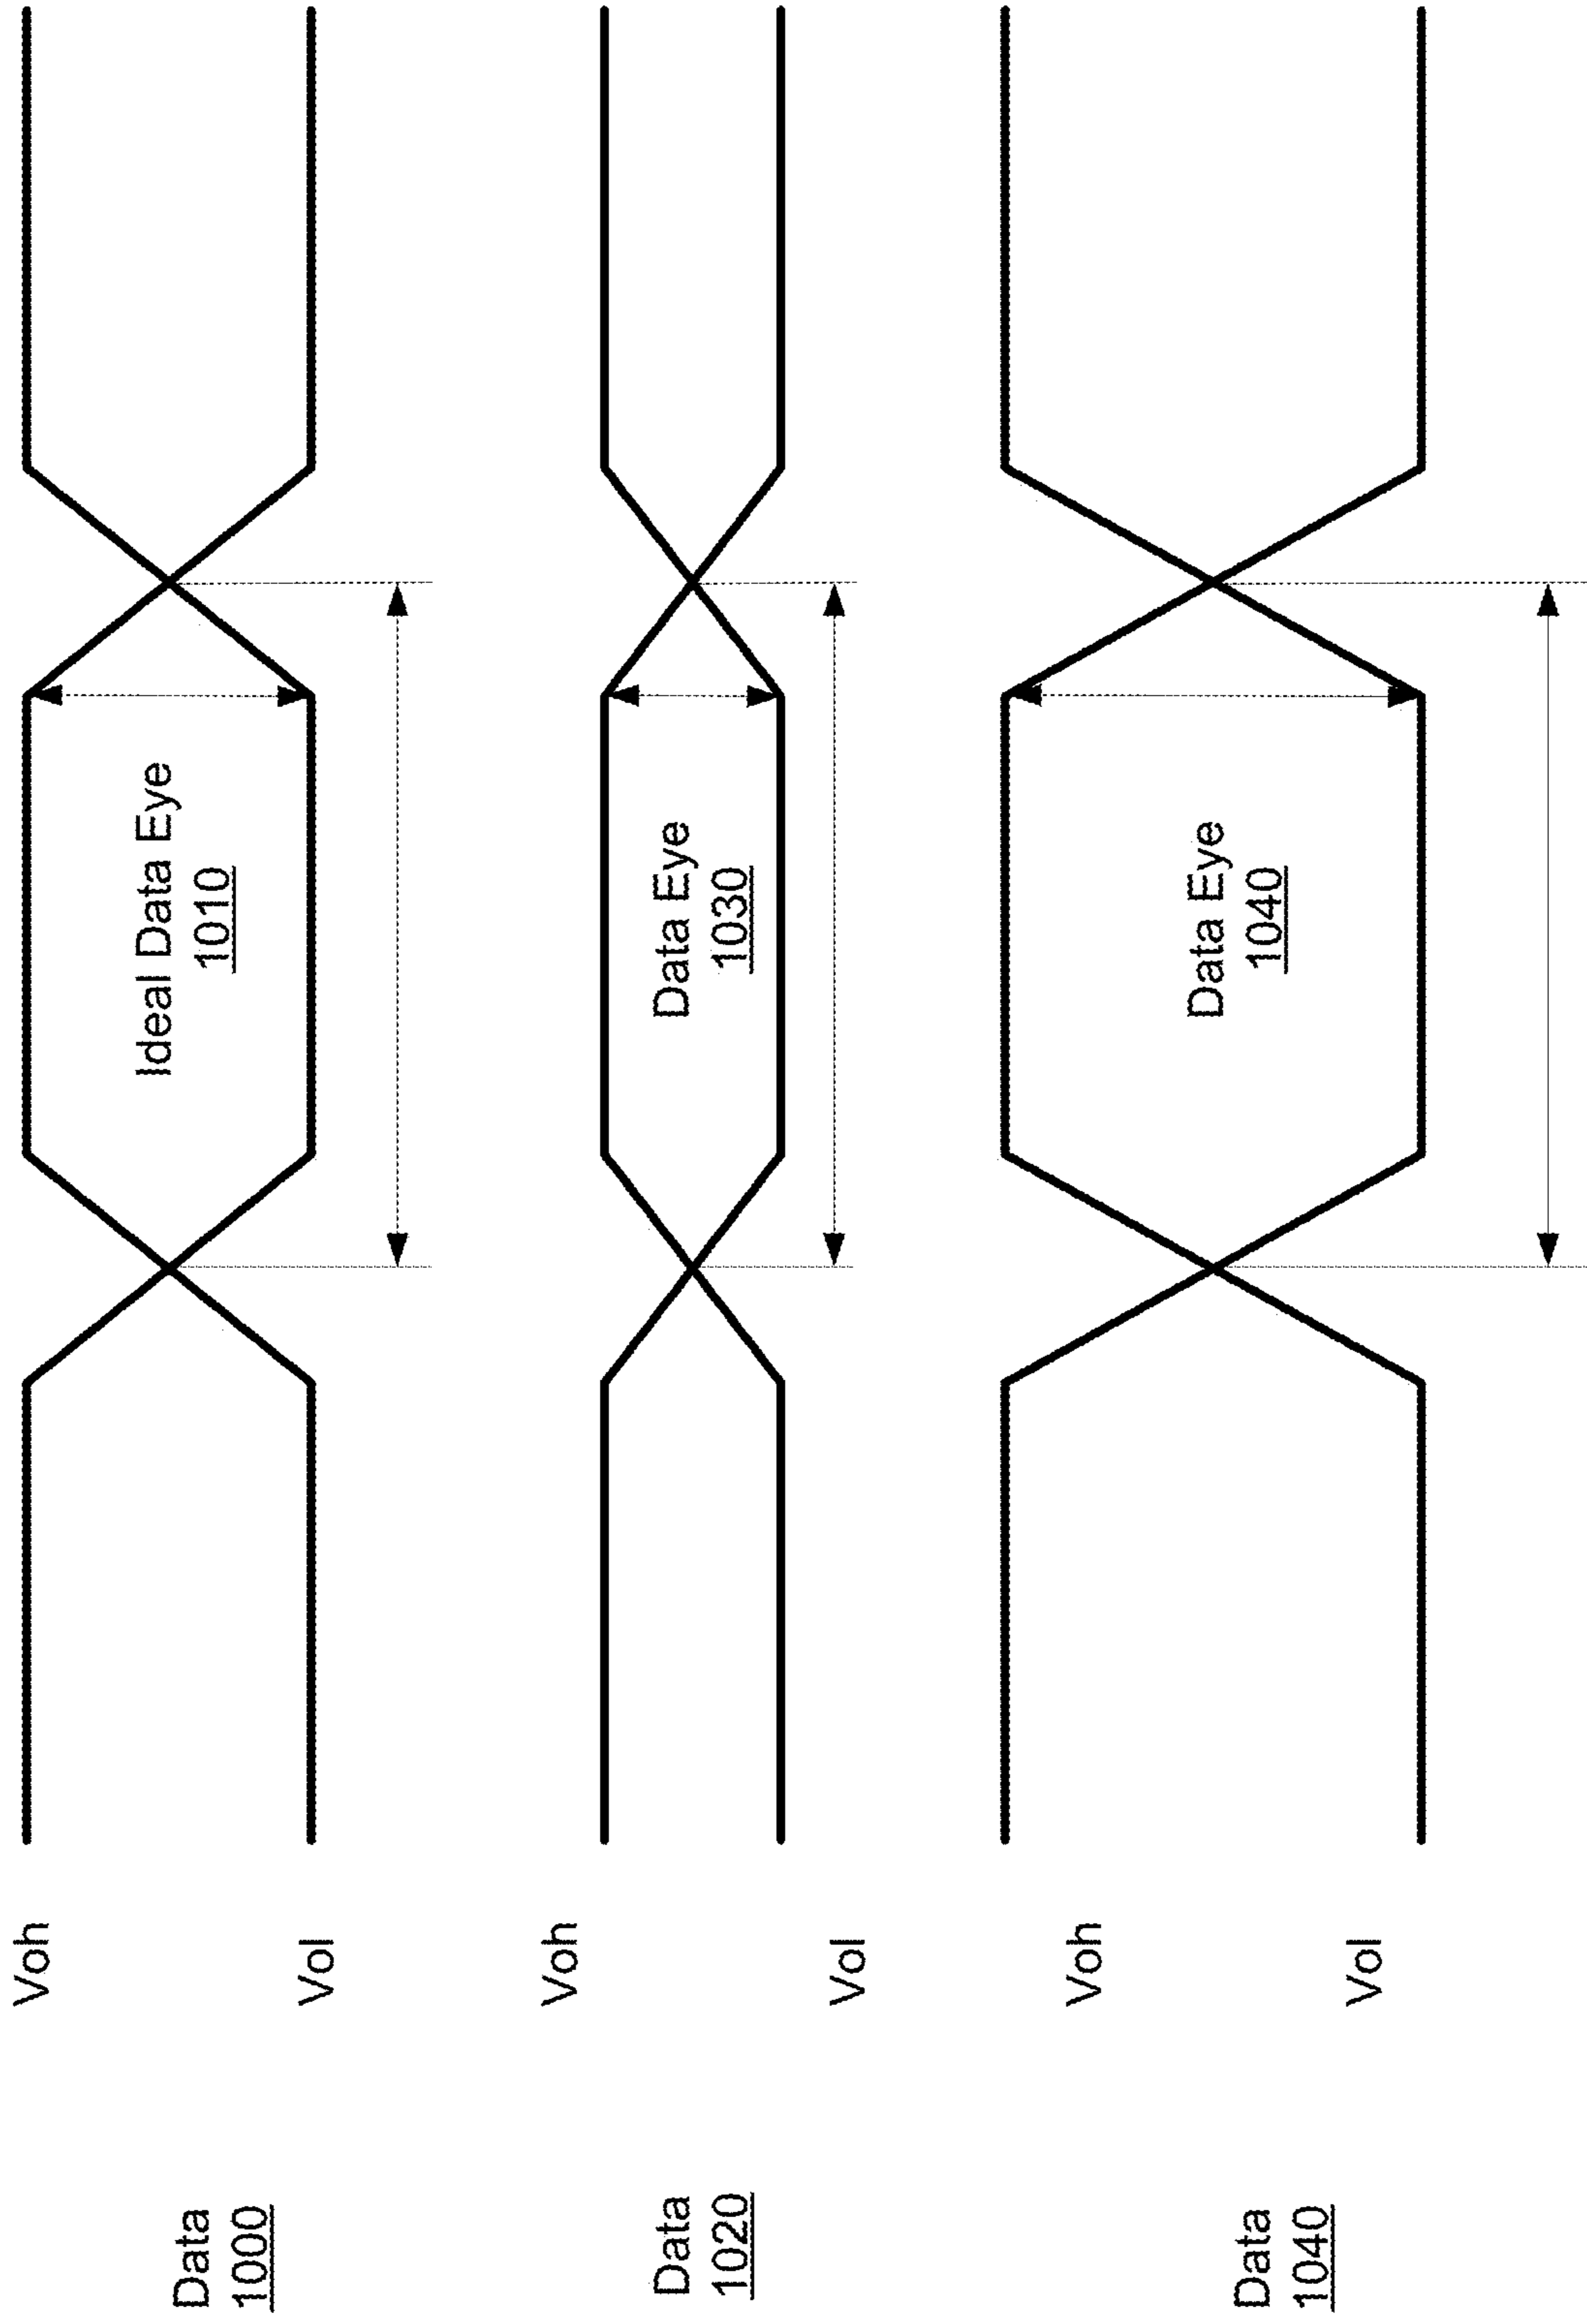 Data
1000
Voh
Vol
Ideal Data Eye
1010
Data
1020
Voh
Vol
Data Eye
1030
Data
1040
Voh
Vol
Data Eye
1040